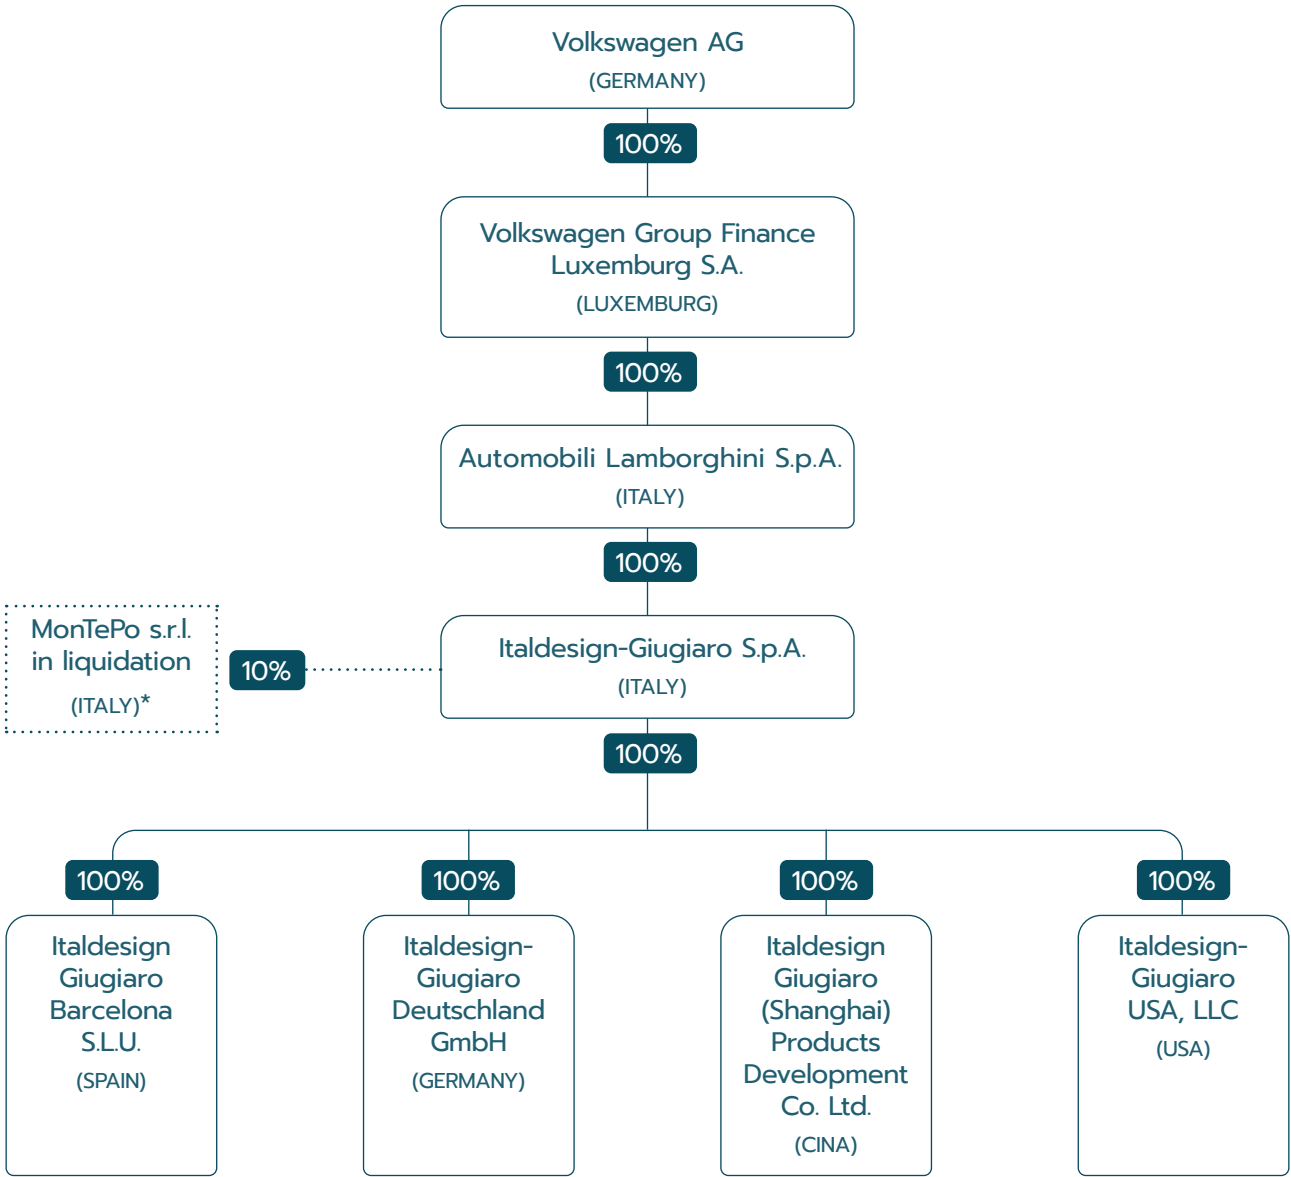 Volkswagen AG
(GERMANY)
100%
Volkswagen Group Finance
Luxemburg S.A.
(LUXEMBURG)
100%
Automobili Lamborghini S.p.A.
(ITALY)
100%
MonTePo s.r.l.
in liquidation
(ITALY)*
10%
Italdesign-Giugiaro S.p.A.
(ITALY)
100%
100%
Italdesign
Giugiaro
Barcelona
S.L.U.
(SPAIN)
100%
Italdesign-
Giugiaro
Deutschland
GmbH
(GERMANY)
100%
Italdesign
Giugiaro
(Shanghai)
Products
Development
Co. Ltd.
(CINA)
100%
Italdesign-
Giugiaro
USA, LLC
(USA)